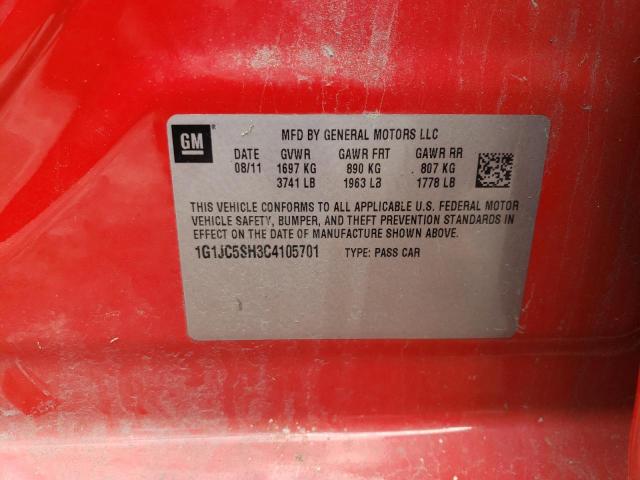 GM ®
MFD BY GENERAL MOTORS LLC
DATE GVWR GAWR FRT GAWR RR
08/11 1697 KG 890 KG 807 KG
3741 LB 1963 LB 1778 LB
THIS VEHICLE CONFORMS TO ALL APPLICABLE U.S. FEDERAL MOTOR
VEHICLE SAFETY, BUMPER, AND THEFT PREVENTION STANDARDS IN
EFFECT ON THE DATE OF MANUFACTURE SHOWN ABOVE.
1G1JC5SH3C4105701 TYPE: PASS CAR